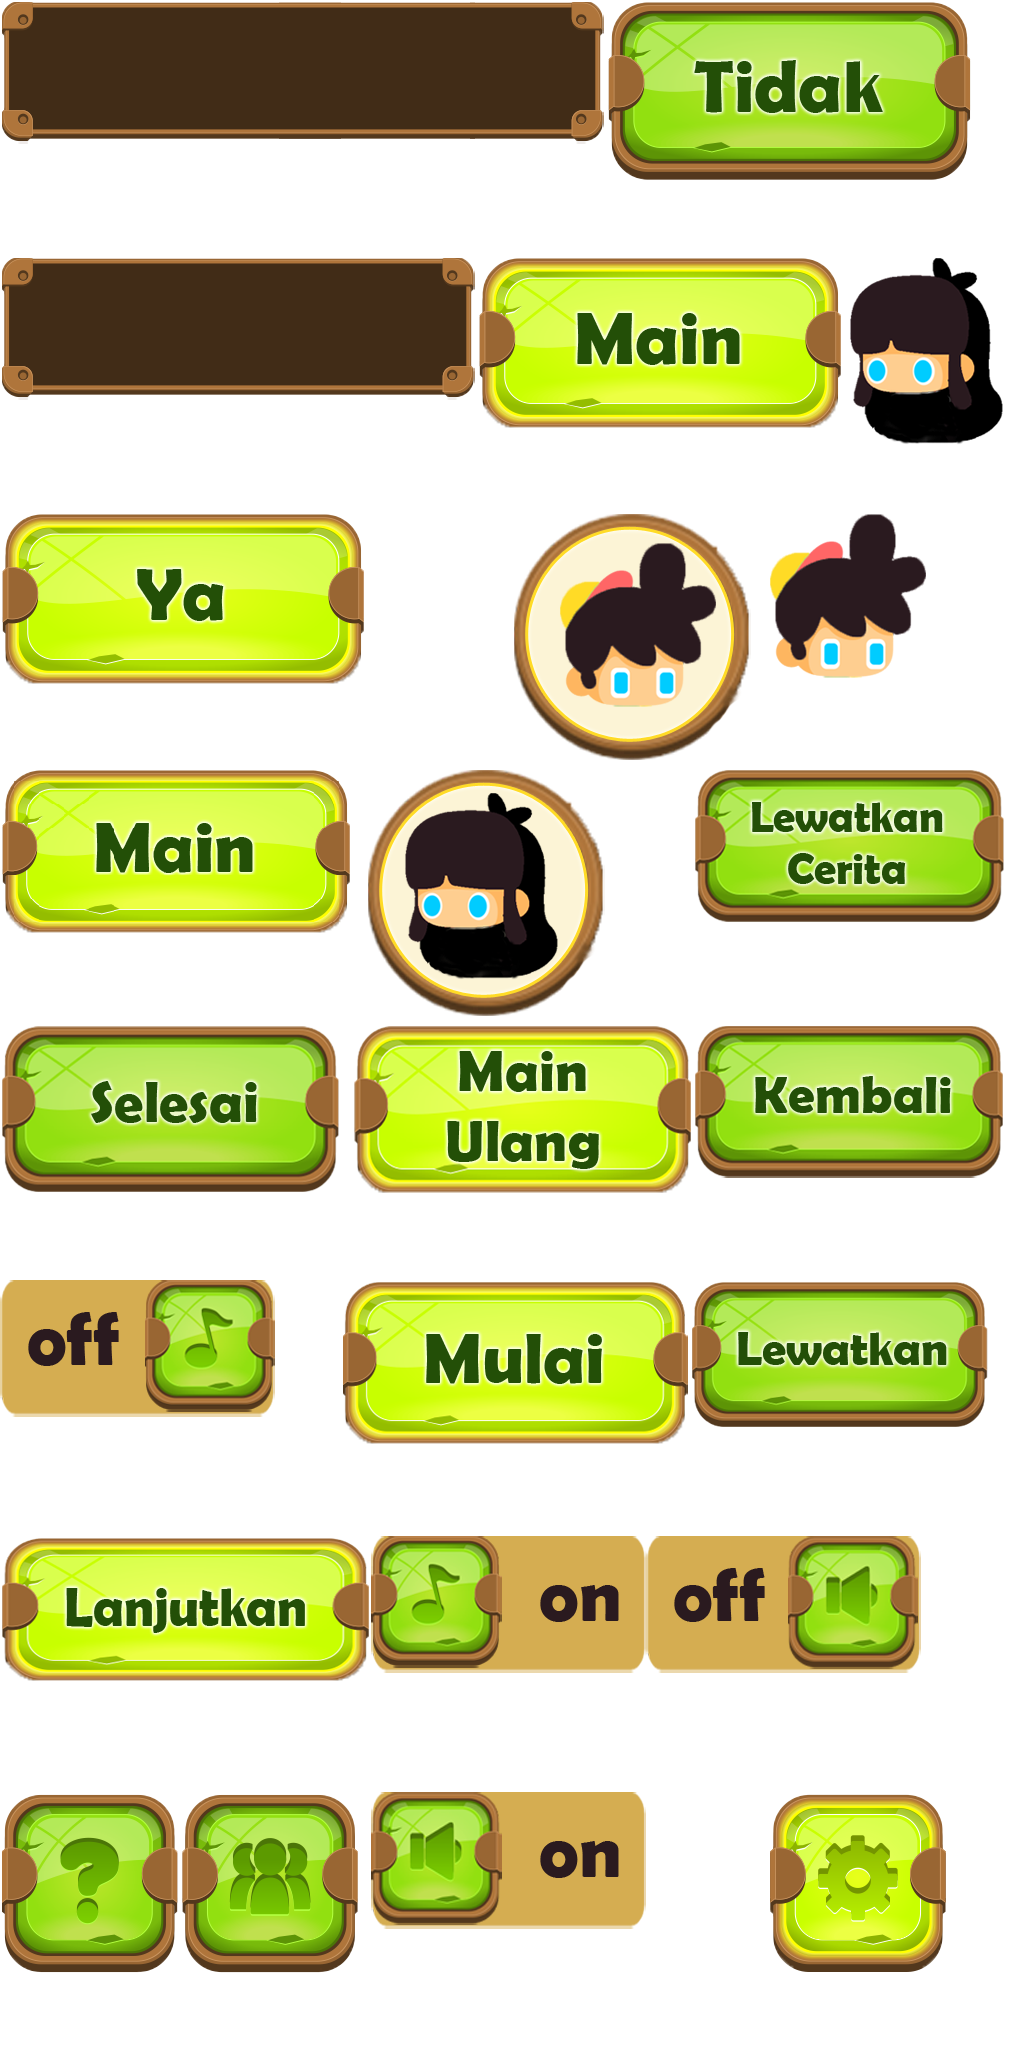 Tidak
Main
Ya
Main
Lewatkan
Cerita
Selesai
Main
Ulang
Kembali
off
Mulai
Lewatkan
Lanjutkan
on
off
?
on